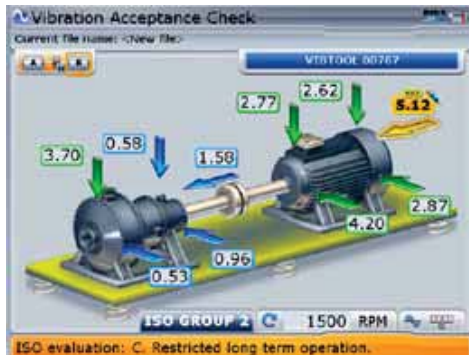 Vibration Acceptance Check
Current file name: <New file>
VIBTOOL 00767
2.62
2.77
5.12
0.58
3.70
1.58
2.87
4.20
0.96
0.53
ISO GROUP 2 1500 RPM
ISO evaluation: C. Restricted long term operation.